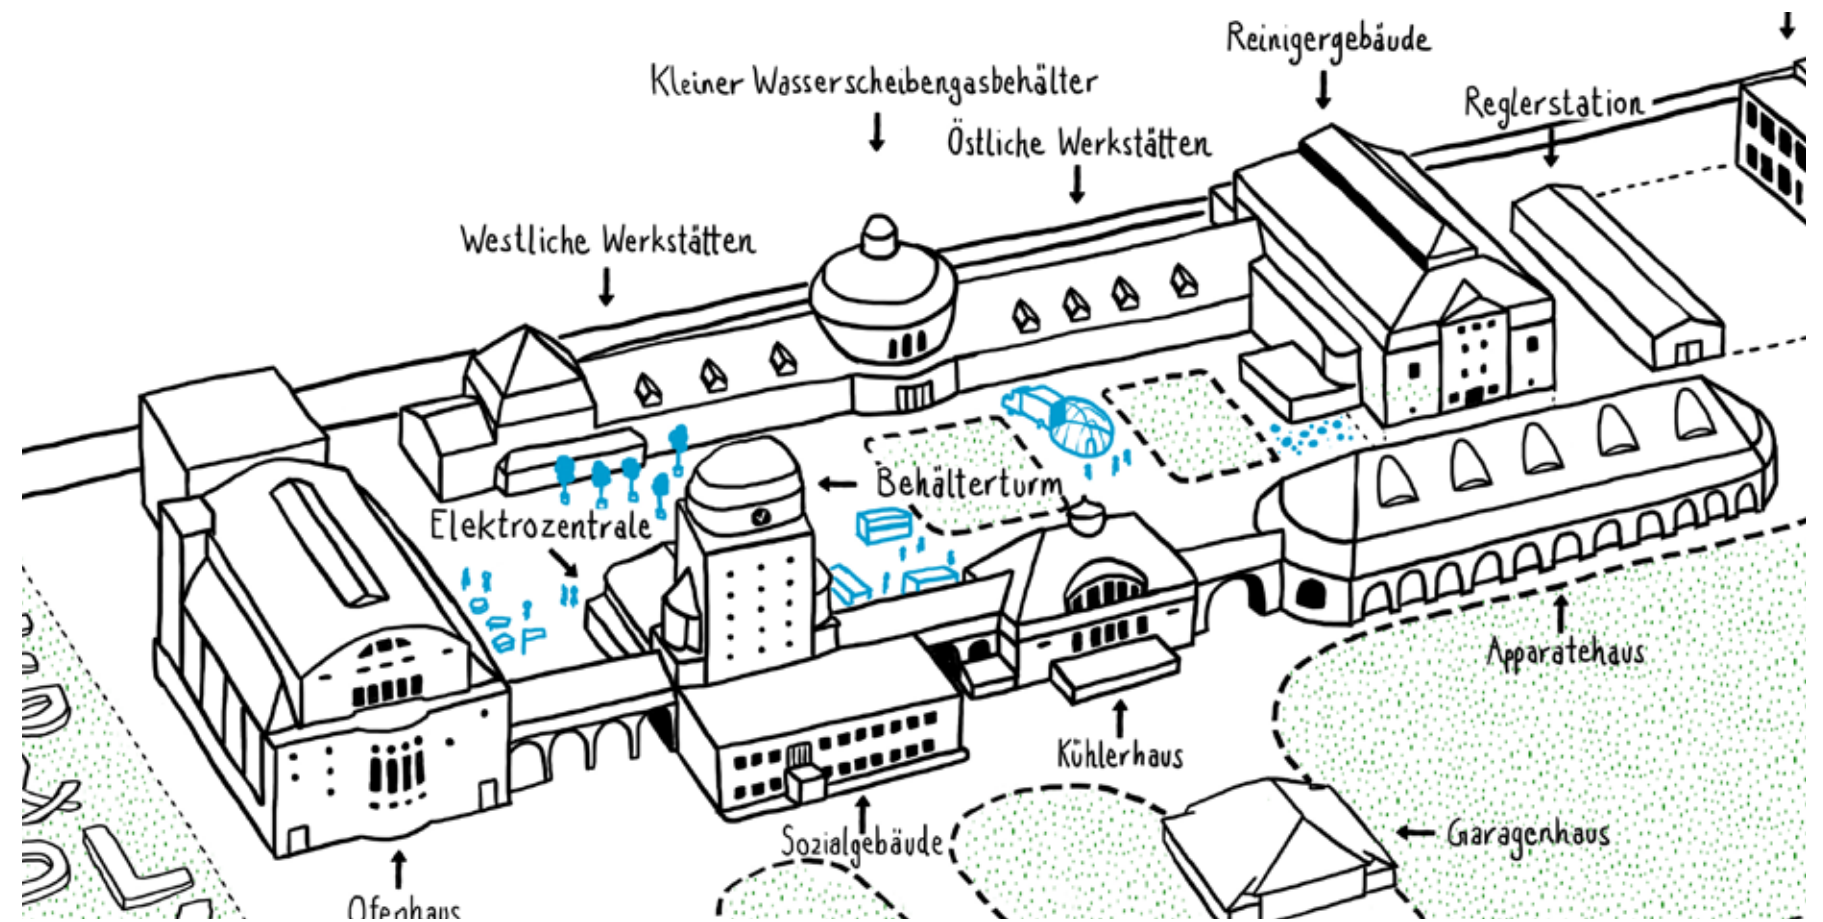 Reinigergebäude
Kleiner Wasserscheibengasbehälter
Reglerstation
Östliche Werkstätten
Westliche Werkstätten
Behälterturm
Elektrozentrale
Apparatehaus
Kühlerhaus
Garagenhaus
Sozialgebäude
Ofenhaus